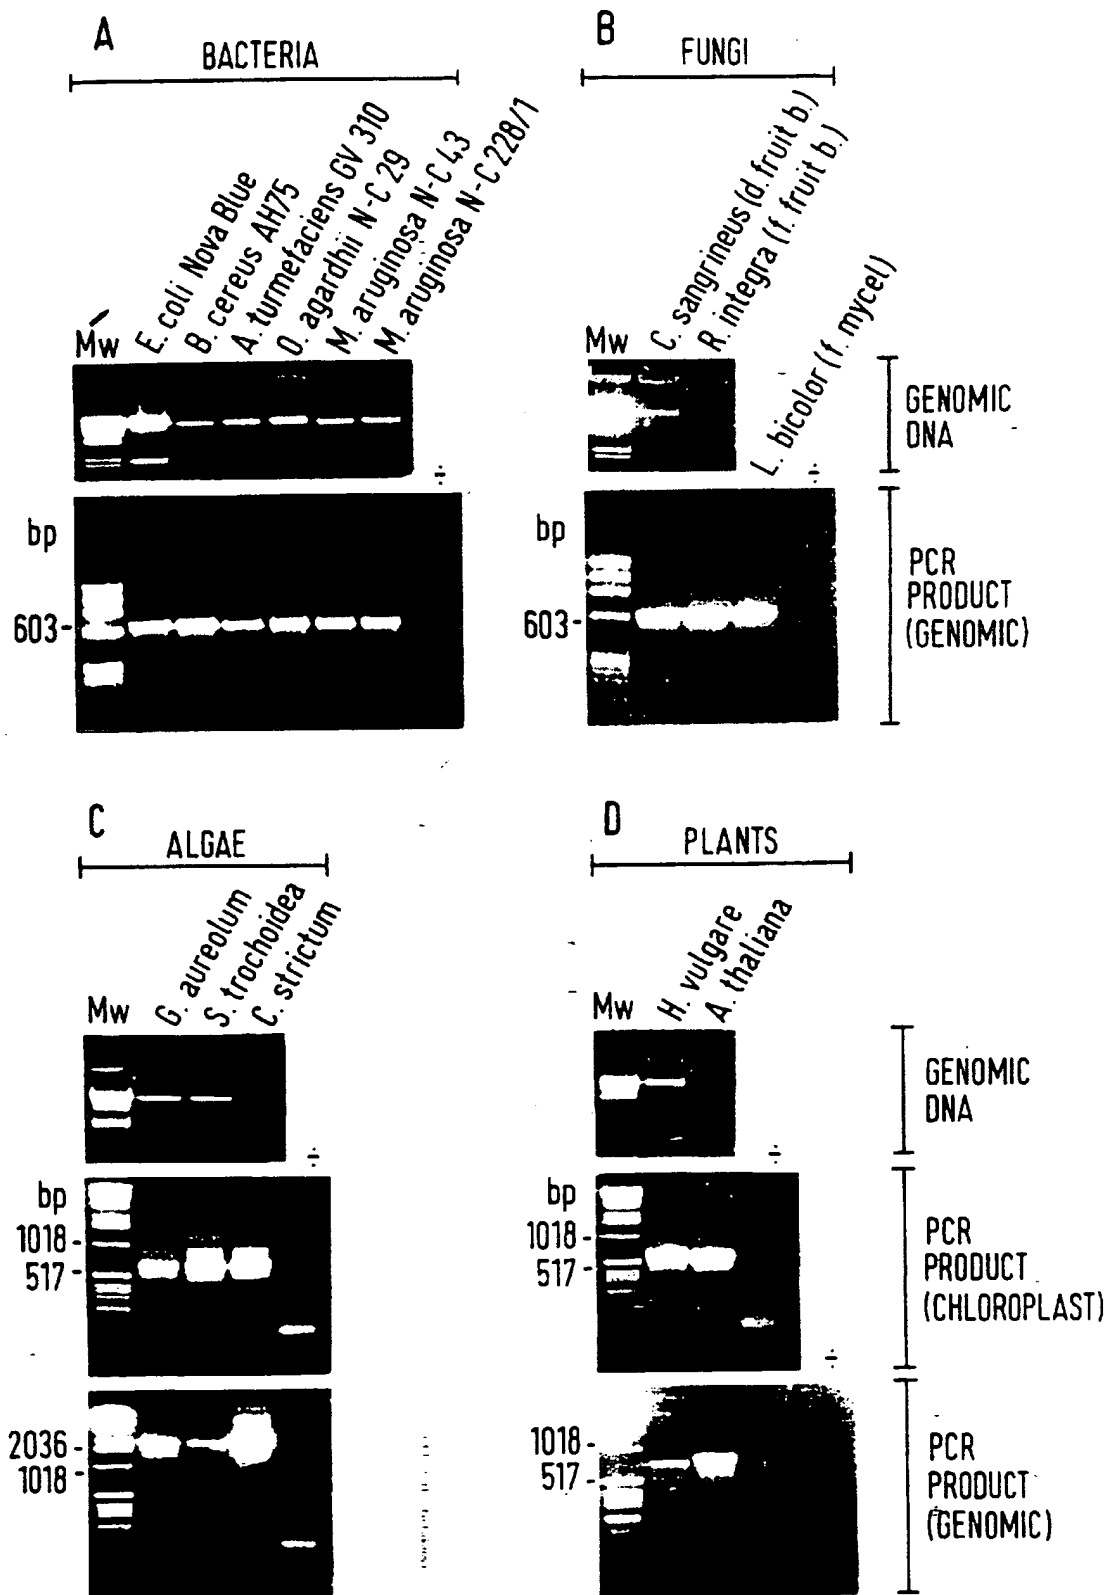 A
BACTERIA
Mw
E. coli Nova Blue
B. cereus AH75
A. turmefaciens GV 310
O. agardhii N-C 29
M. aruginosa N-C 43
M. aruginosa N-C 228/1
÷
bp
603-
B
FUNGI
Mw
C. sangrineus (d. fruit b.)
R. integra (f. fruit b.)
L. bicolor (f. mycel)
÷
GENOMIC
DNA
bp
603-
PCR
PRODUCT
(GENOMIC)
C
ALGAE
Mw
G. aureolum
S. trochoidea
C. strictum
÷
bp
1018-
517-
2036-
1018-
D
PLANTS
Mw
H. vulgare
A. thaliana
÷
GENOMIC
DNA
bp
1018-
517-
÷
PCR
PRODUCT
(CHLOROPLAST)
1018-
517-
PCR
PRODUCT
(GENOMIC)